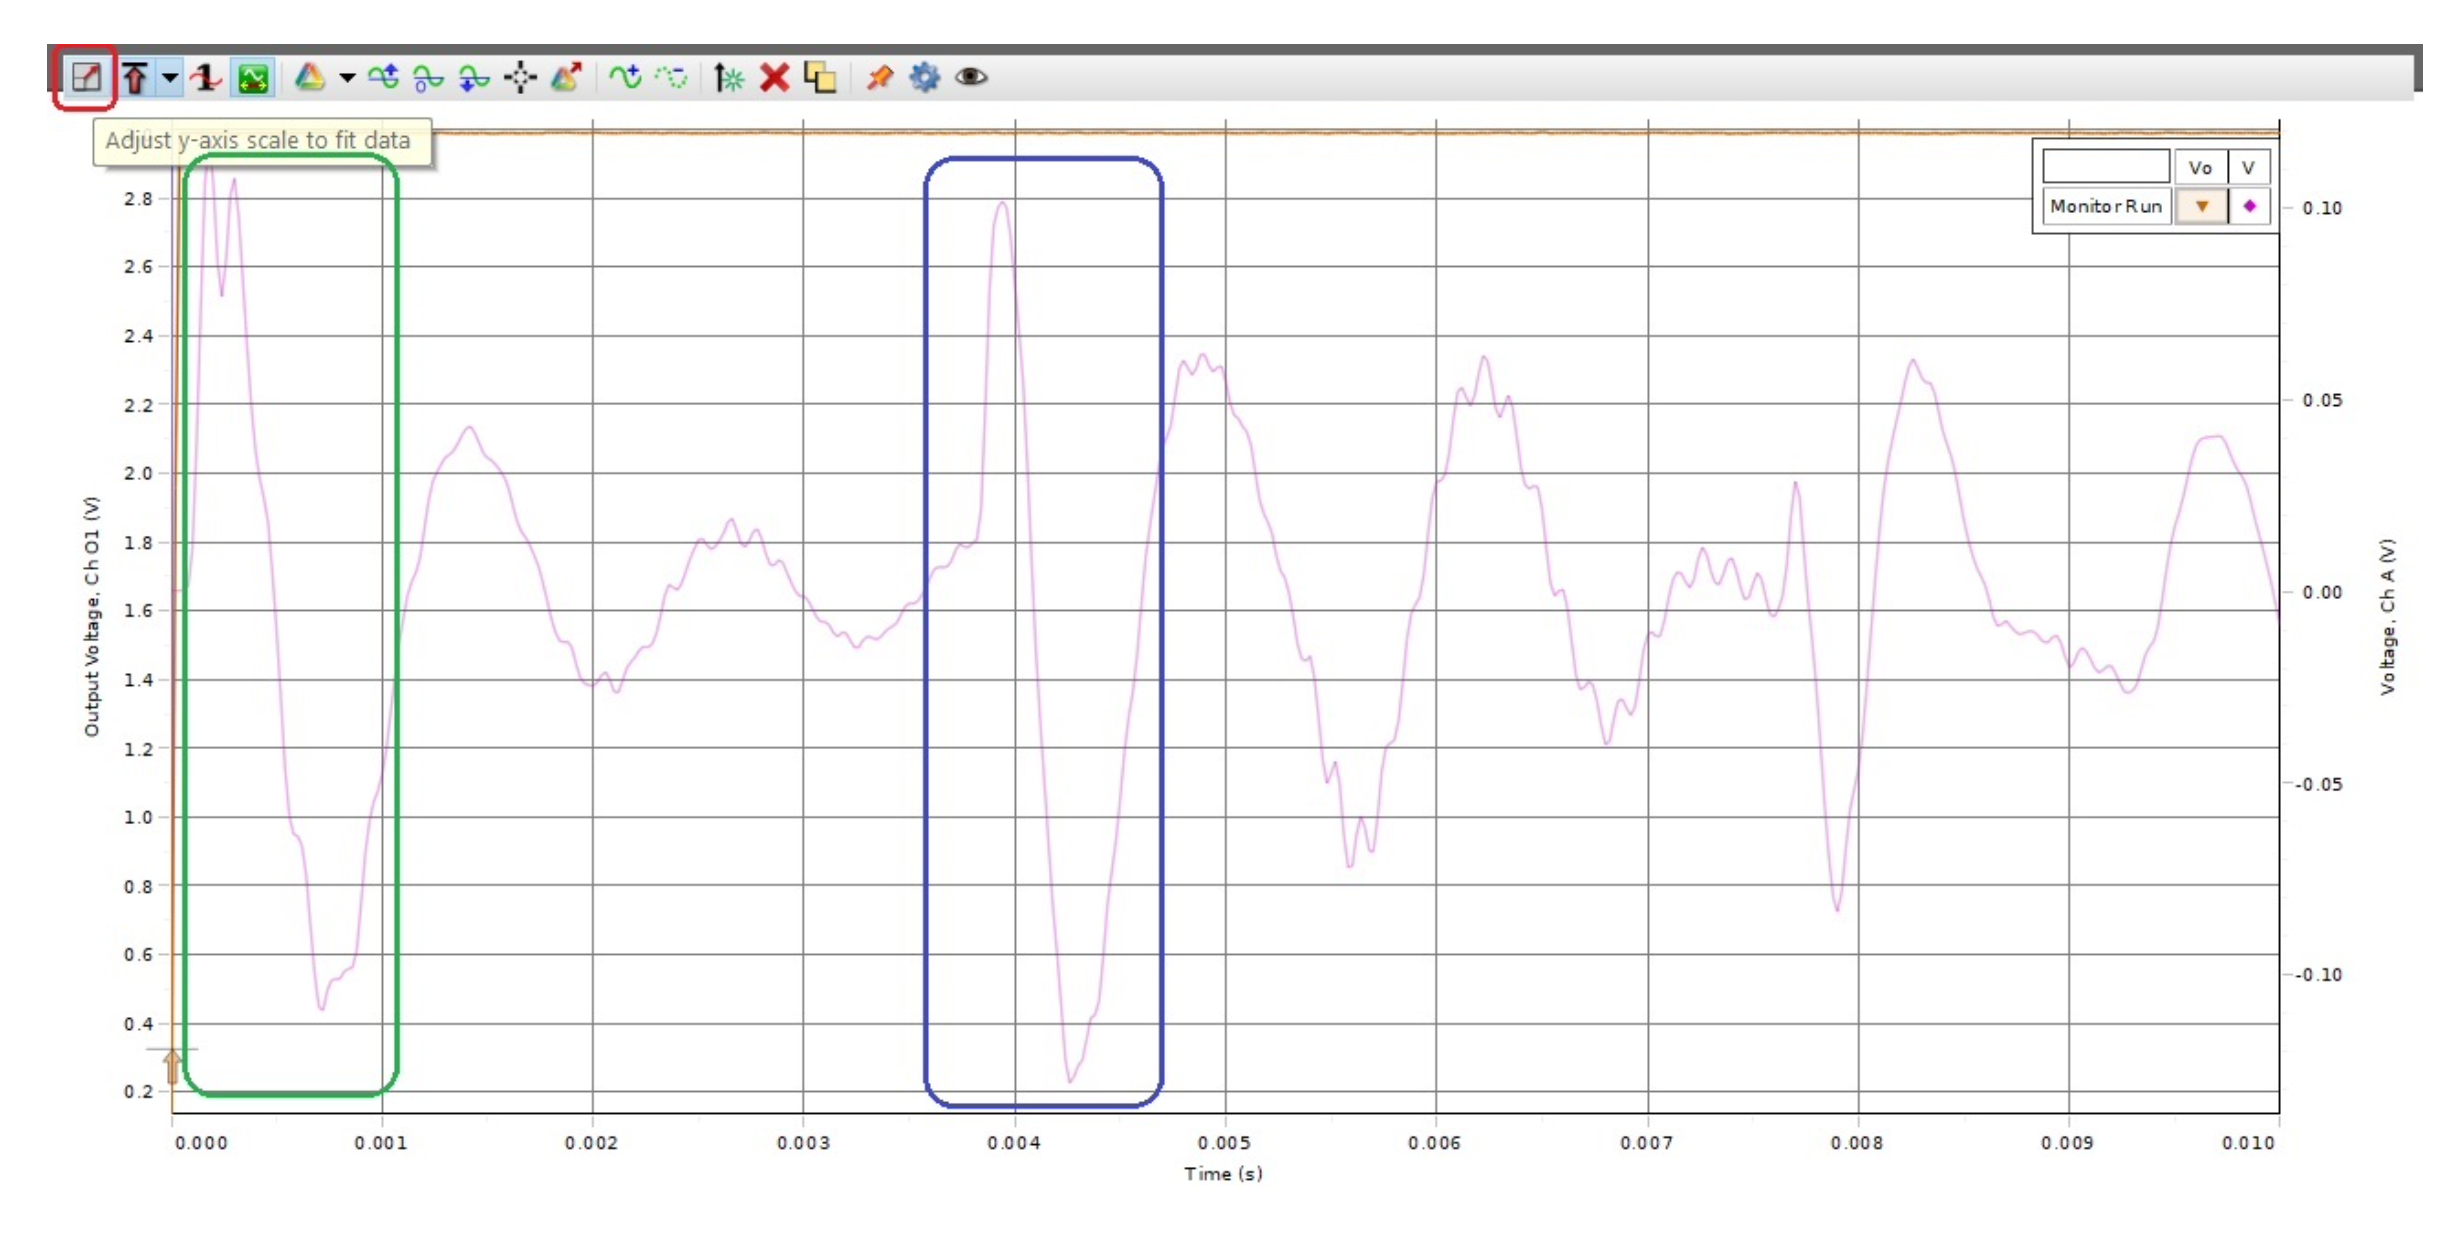 Adjust y-axis scale to fit data
Vo V
Monitor Run
2.8
2.6
2.4
2.2
2.0
1.8
1.6
1.4
1.2
1.0
0.8
0.6
0.4
0.2
Output Voltage, Ch O1 (V)
0.10
0.05
0.00
-0.05
-0.10
Voltage, Ch A (V)
0.000 0.001 0.002 0.003 0.004 0.005 0.006 0.007 0.008 0.009 0.010
Time (s)